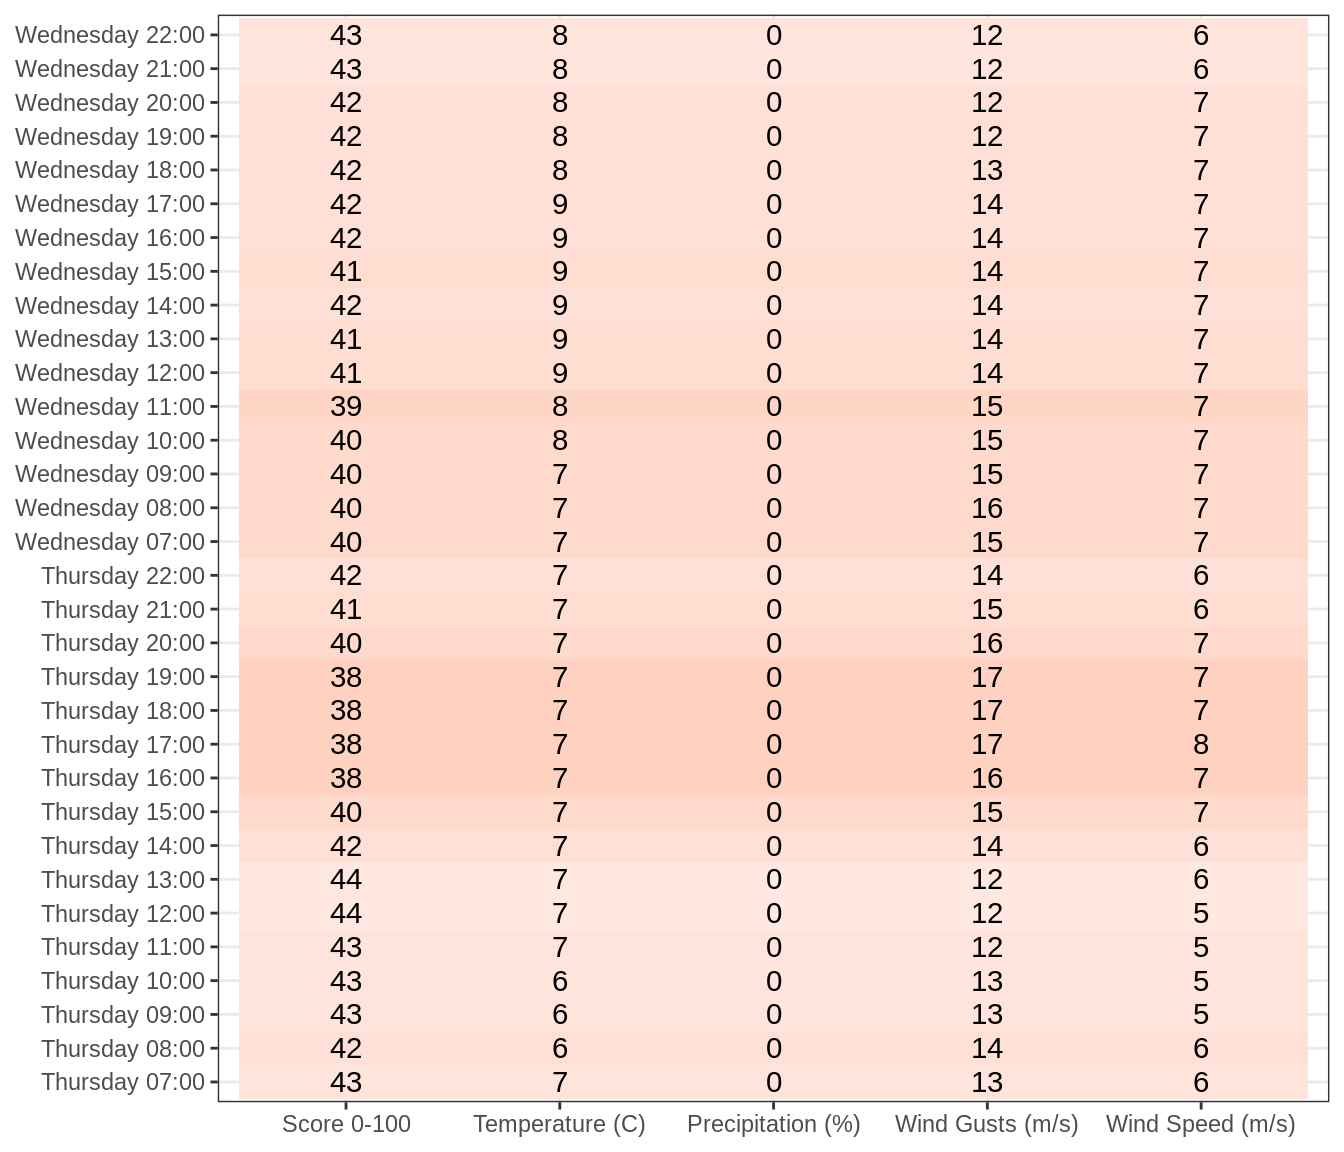 Wednesday 22:00 43 8 0 12 6
Wednesday 21:00 43 8 0 12 6
Wednesday 20:00 42 8 0 12 7
Wednesday 19:00 42 8 0 12 7
Wednesday 18:00 42 8 0 13 7
Wednesday 17:00 42 9 0 14 7
Wednesday 16:00 42 9 0 14 7
Wednesday 15:00 41 9 0 14 7
Wednesday 14:00 42 9 0 14 7
Wednesday 13:00 41 9 0 14 7
Wednesday 12:00 41 9 0 14 7
Wednesday 11:00 39 8 0 15 7
Wednesday 10:00 40 8 0 15 7
Wednesday 09:00 40 7 0 15 7
Wednesday 08:00 40 7 0 16 7
Wednesday 07:00 40 7 0 15 7
Thursday 22:00 42 7 0 14 6
Thursday 21:00 41 7 0 15 6
Thursday 20:00 40 7 0 16 7
Thursday 19:00 38 7 0 17 7
Thursday 18:00 38 7 0 17 7
Thursday 17:00 38 7 0 17 8
Thursday 16:00 38 7 0 16 7
Thursday 15:00 40 7 0 15 7
Thursday 14:00 42 7 0 14 6
Thursday 13:00 44 7 0 12 6
Thursday 12:00 44 7 0 12 5
Thursday 11:00 43 7 0 12 5
Thursday 10:00 43 6 0 13 5
Thursday 09:00 43 6 0 13 5
Thursday 08:00 42 6 0 14 6
Thursday 07:00 43 7 0 13 6
Score 0-100 Temperature (C) Precipitation (%) Wind Gusts (m/s) Wind Speed (m/s)